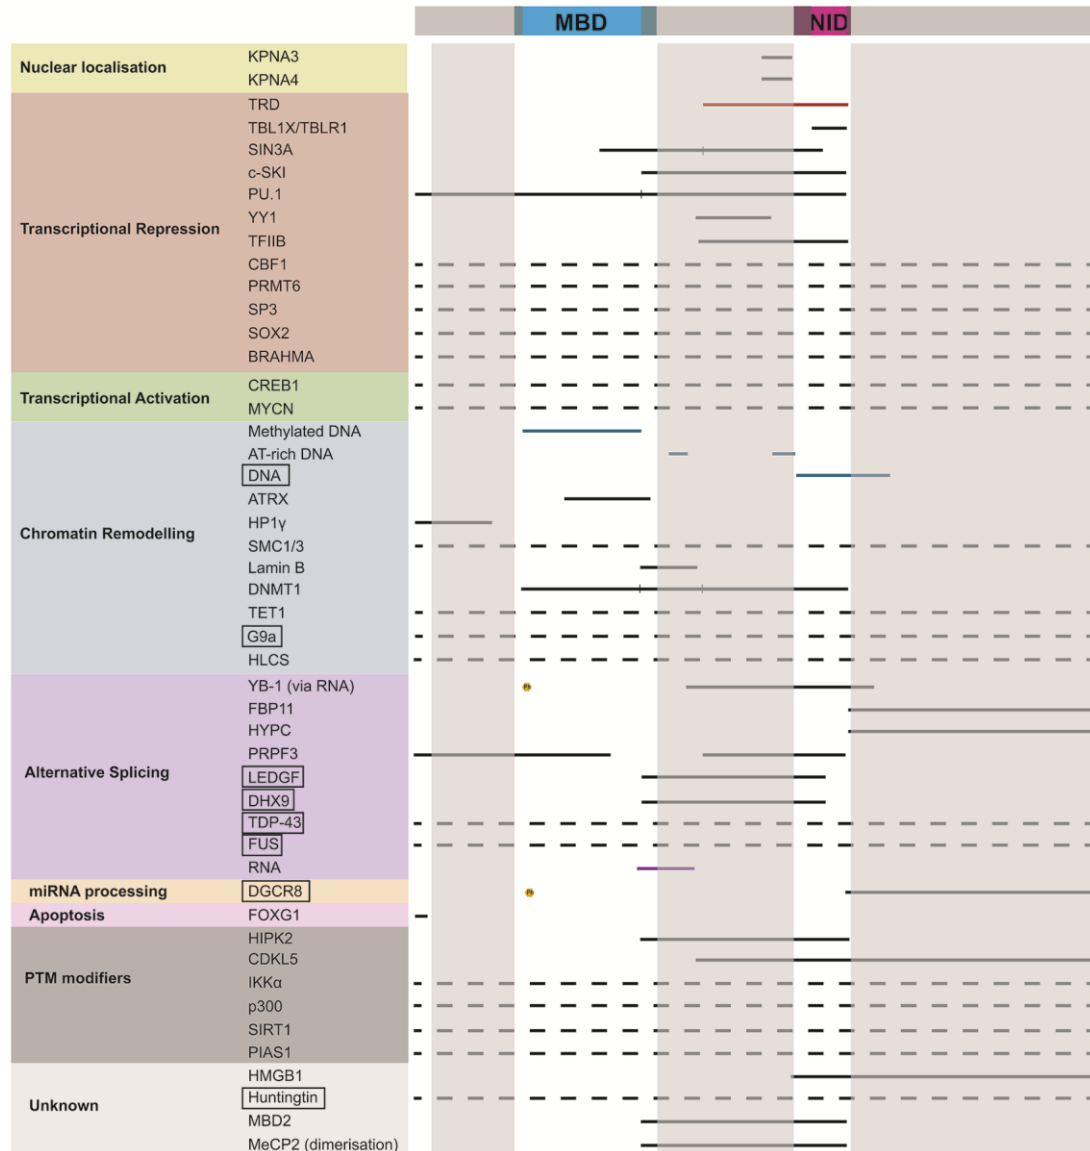 MBD NID
Nuclear localisation
KPNA3
KPNA4
Transcriptional Repression
TRD
TBL1X/TBLR1
SIN3A
c-SKI
PU.1
YY1
TFIIB
CBF1
PRMT6
SP3
SOX2
BRAHMA
Transcriptional Activation
CREB1
MYCN
Chromatin Remodelling
Methylated DNA
AT-rich DNA
DNA
ATRX
HP1γ
SMC1/3
Lamin B
DNMT1
TET1
G9a
HLCS
Alternative Splicing
YB-1 (via RNA)
FBP11
HYPC
PRPF3
LEDGF
DHX9
TDP-43
FUS
RNA
miRNA processing
DGCR8
Apoptosis
FOXG1
PTM modifiers
HIPK2
CDKL5
IKKα
p300
SIRT1
PIAS1
Unknown
HMGB1
Huntingtin
MBD2
MeCP2 (dimerisation)